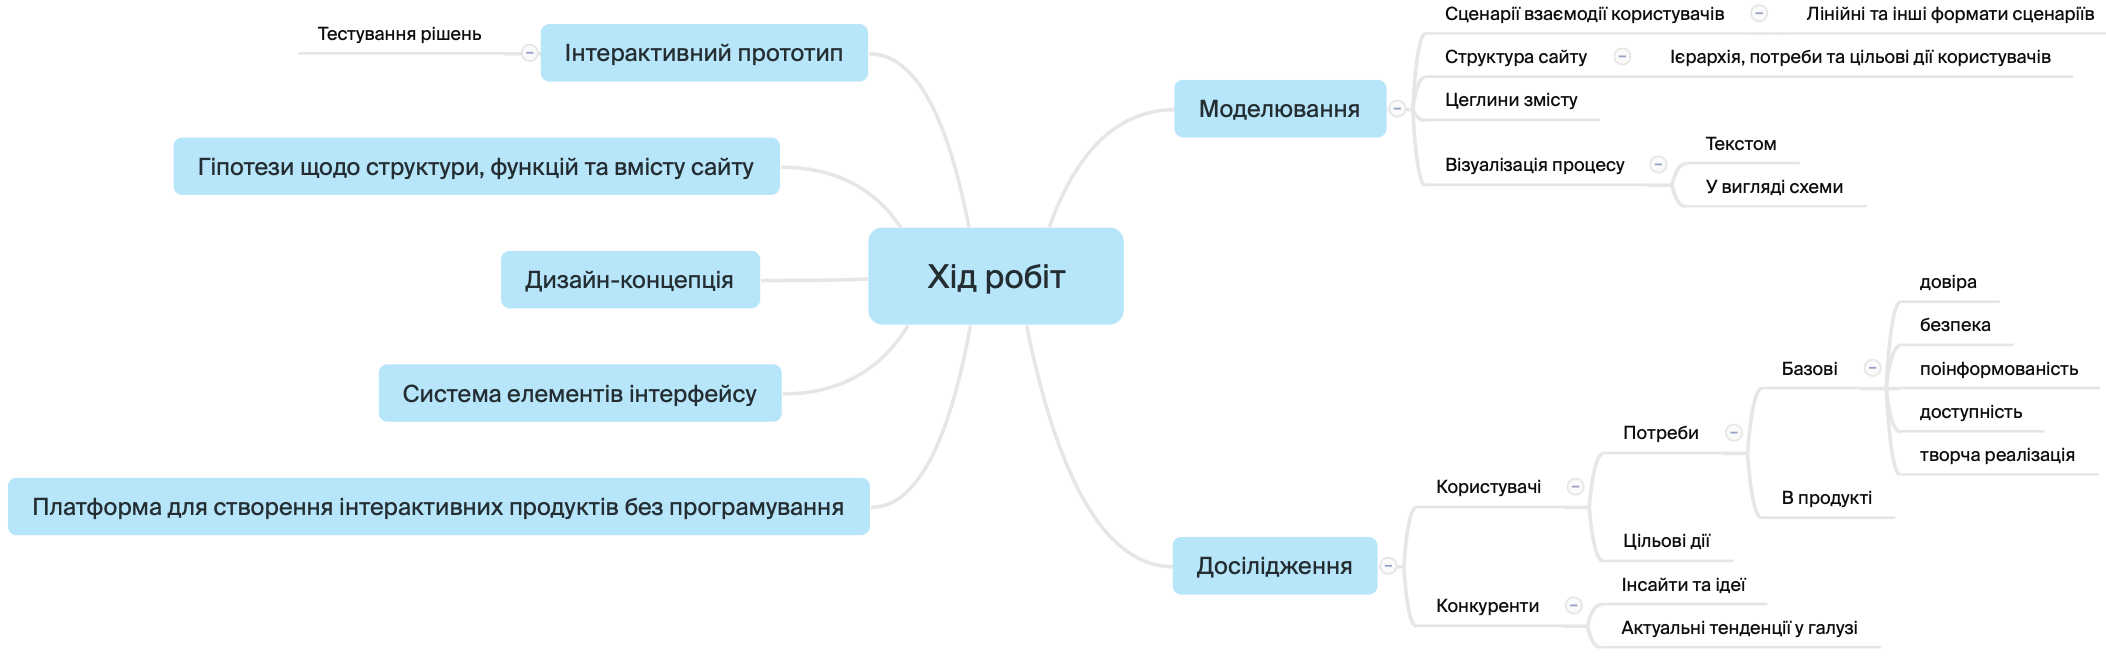 Хід робіт
Моделювання
Сценарії взаємодії користувачів
Лінійні та інші формати сценаріїв
Структура сайту
Ієрархія, потреби та цільові дії користувачів
Цеглини змісту
Візуалізація процесу
Текстом
У вигляді схеми
Досілідження
Користувачі
Потреби
Базові
довіра
безпека
поінформованість
доступність
творча реалізація
В продукті
Цільові дії
Конкуренти
Інсайти та ідеї
Актуальні тенденції у галузі
Інтерактивний прототип
Тестування рішень
Гіпотези щодо структури, функцій та вмісту сайту
Дизайн-концепція
Система елементів інтерфейсу
Платформа для створення інтерактивних продуктів без програмування